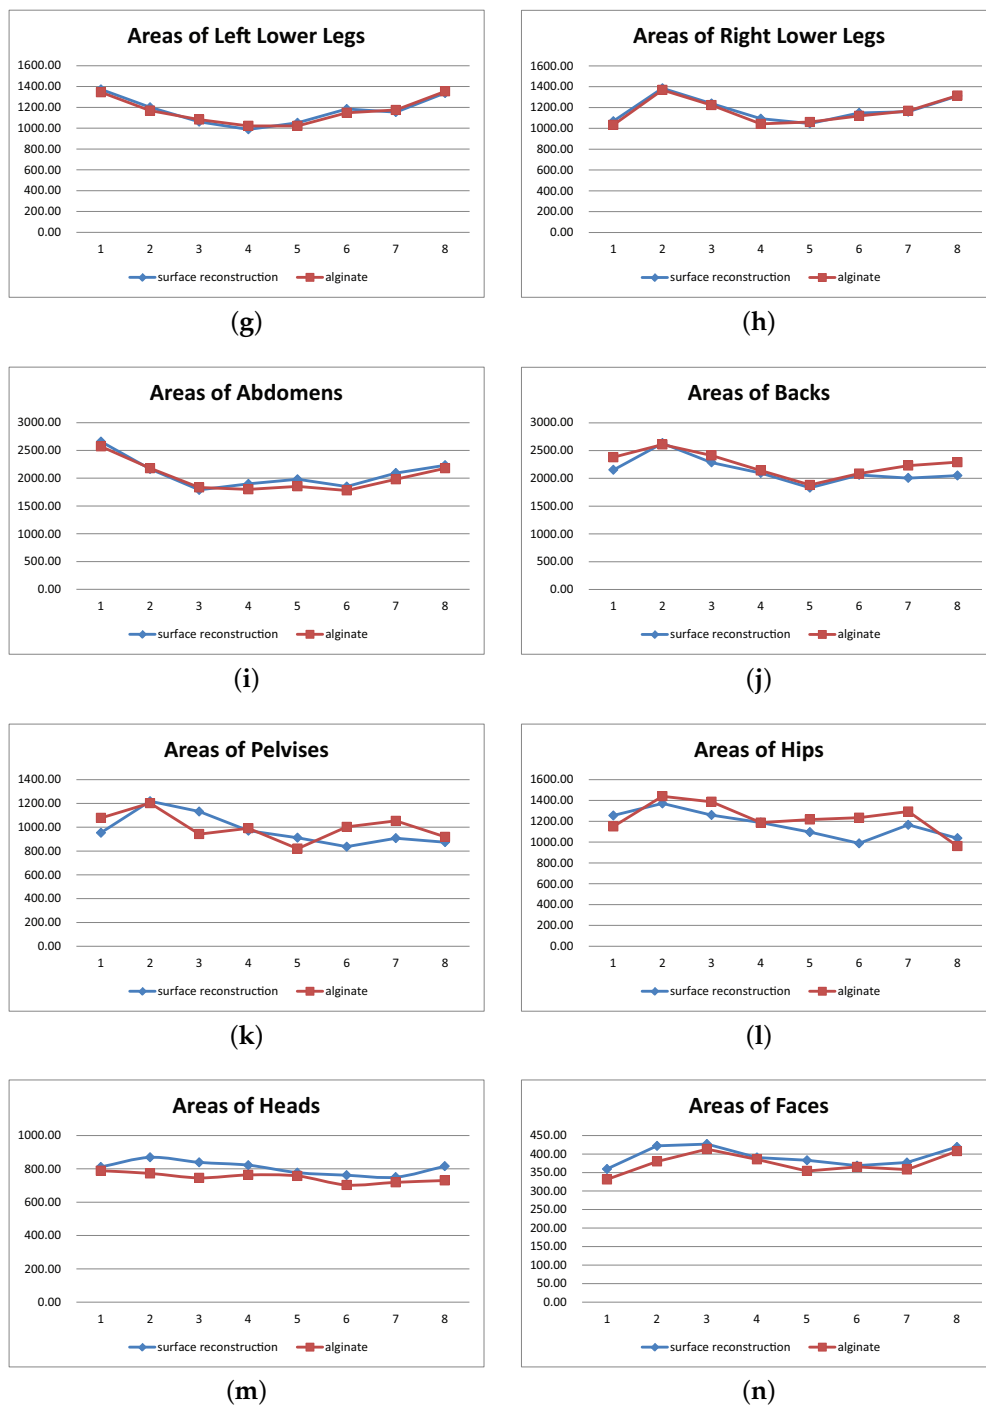 Areas of Left Lower Legs
1600.00
1400.00
1200.00
1000.00
800.00
600.00
400.00
200.00
0.00
1 2 3 4 5 6 7 8
surface reconstruction alginate
(g)
Areas of Right Lower Legs
1600.00
1400.00
1200.00
1000.00
800.00
600.00
400.00
200.00
0.00
1 2 3 4 5 6 7 8
surface reconstruction alginate
(h)
Areas of Abdomens
3000.00
2500.00
2000.00
1500.00
1000.00
500.00
0.00
1 2 3 4 5 6 7 8
surface reconstruction alginate
(i)
Areas of Backs
3000.00
2500.00
2000.00
1500.00
1000.00
500.00
0.00
1 2 3 4 5 6 7 8
surface reconstruction alginate
(j)
Areas of Pelvises
1400.00
1200.00
1000.00
800.00
600.00
400.00
200.00
0.00
1 2 3 4 5 6 7 8
surface reconstruction alginate
(k)
Areas of Hips
1600.00
1400.00
1200.00
1000.00
800.00
600.00
400.00
200.00
0.00
1 2 3 4 5 6 7 8
surface reconstruction alginate
(l)
Areas of Heads
1000.00
800.00
600.00
400.00
200.00
0.00
1 2 3 4 5 6 7 8
surface reconstruction alginate
(m)
Areas of Faces
450.00
400.00
350.00
300.00
250.00
200.00
150.00
100.00
50.00
0.00
1 2 3 4 5 6 7 8
surface reconstruction alginate
(n)